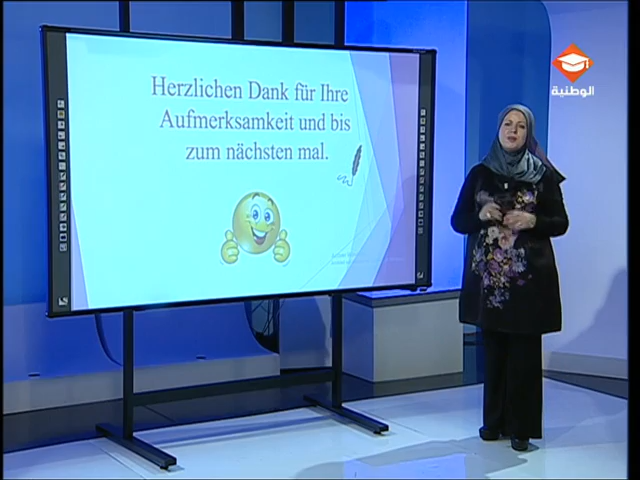 Herzlichen Dank für Ihre
Aufmerksamkeit und bis
zum nächsten mal.
الوطنية